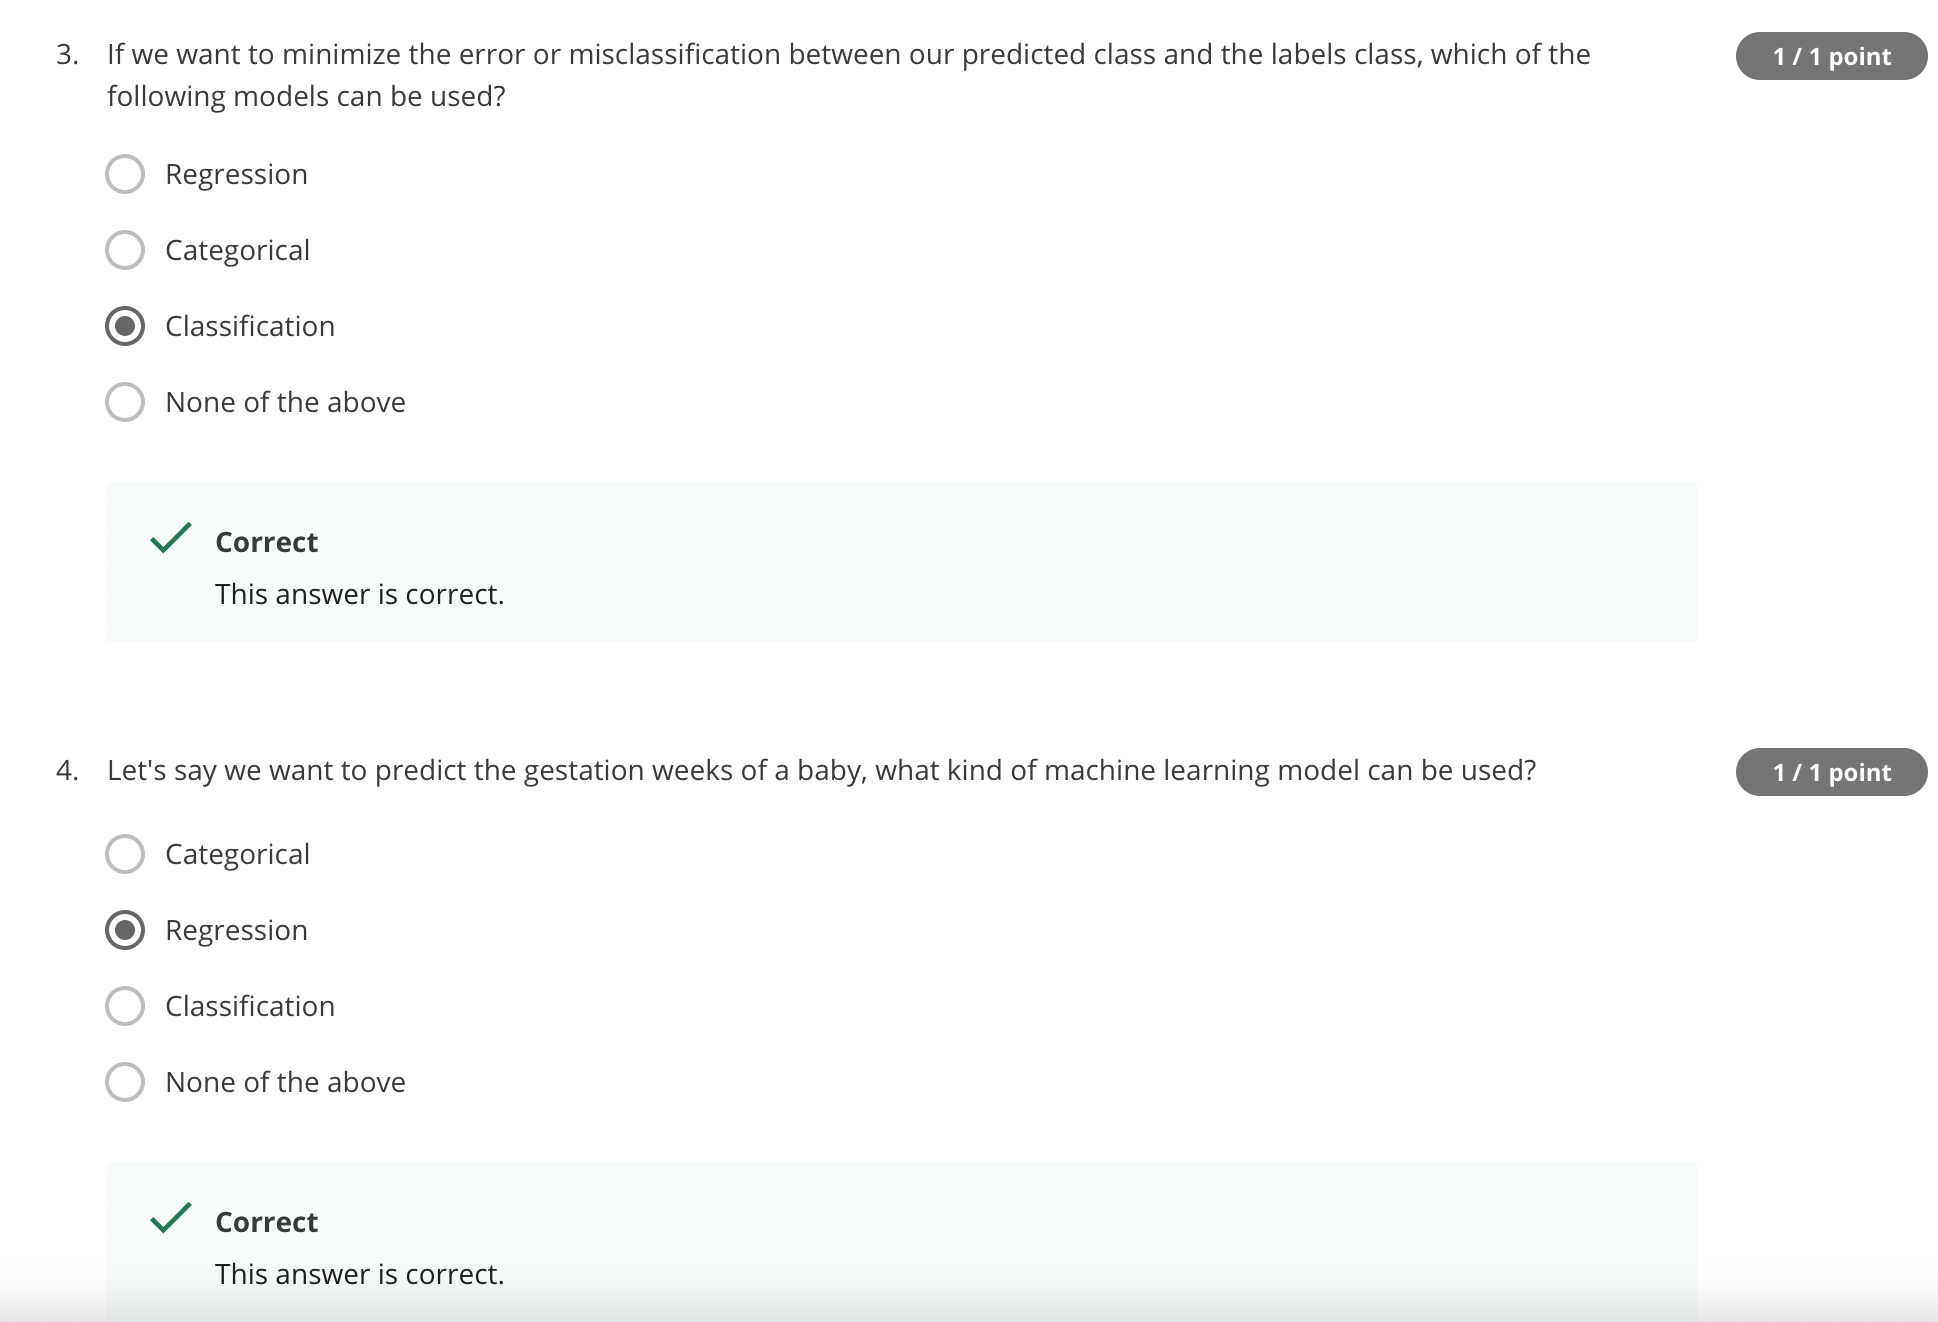 3. If we want to minimize the error or misclassification between our predicted class and the labels class, which of the
following models can be used?
1 / 1 point
Regression
Categorical
Classification
None of the above
Correct
This answer is correct.
4. Let's say we want to predict the gestation weeks of a baby, what kind of machine learning model can be used?
1 / 1 point
Categorical
Regression
Classification
None of the above
Correct
This answer is correct.